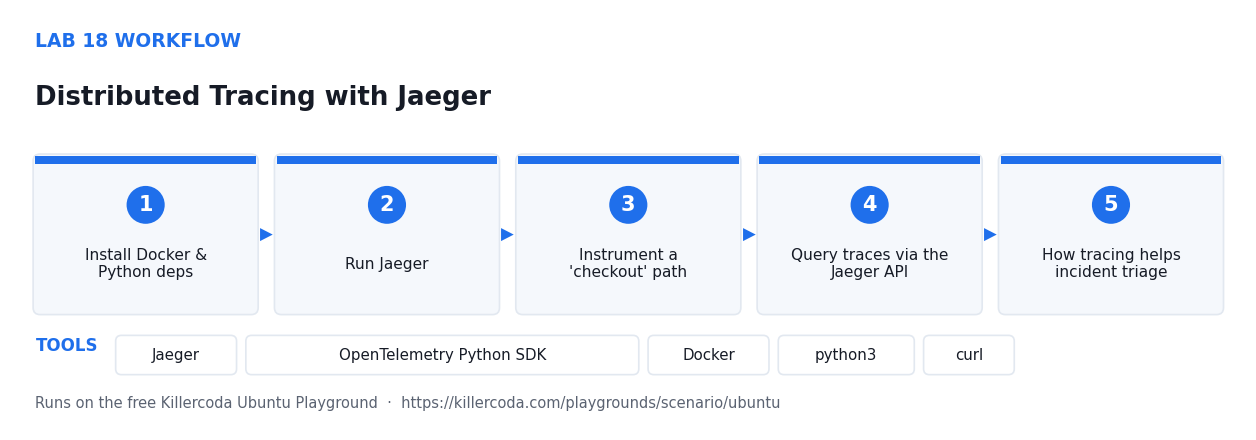 LAB 18 WORKFLOW
Distributed Tracing with Jaeger
1
Install Docker &
Python deps
2
Run Jaeger
3
Instrument a
'checkout' path
4
Query traces via the
Jaeger API
5
How tracing helps
incident triage
TOOLS
Jaeger
OpenTelemetry Python SDK
Docker
python3
curl
Runs on the free Killercoda Ubuntu Playground · https://killercoda.com/playgrounds/scenario/ubuntu